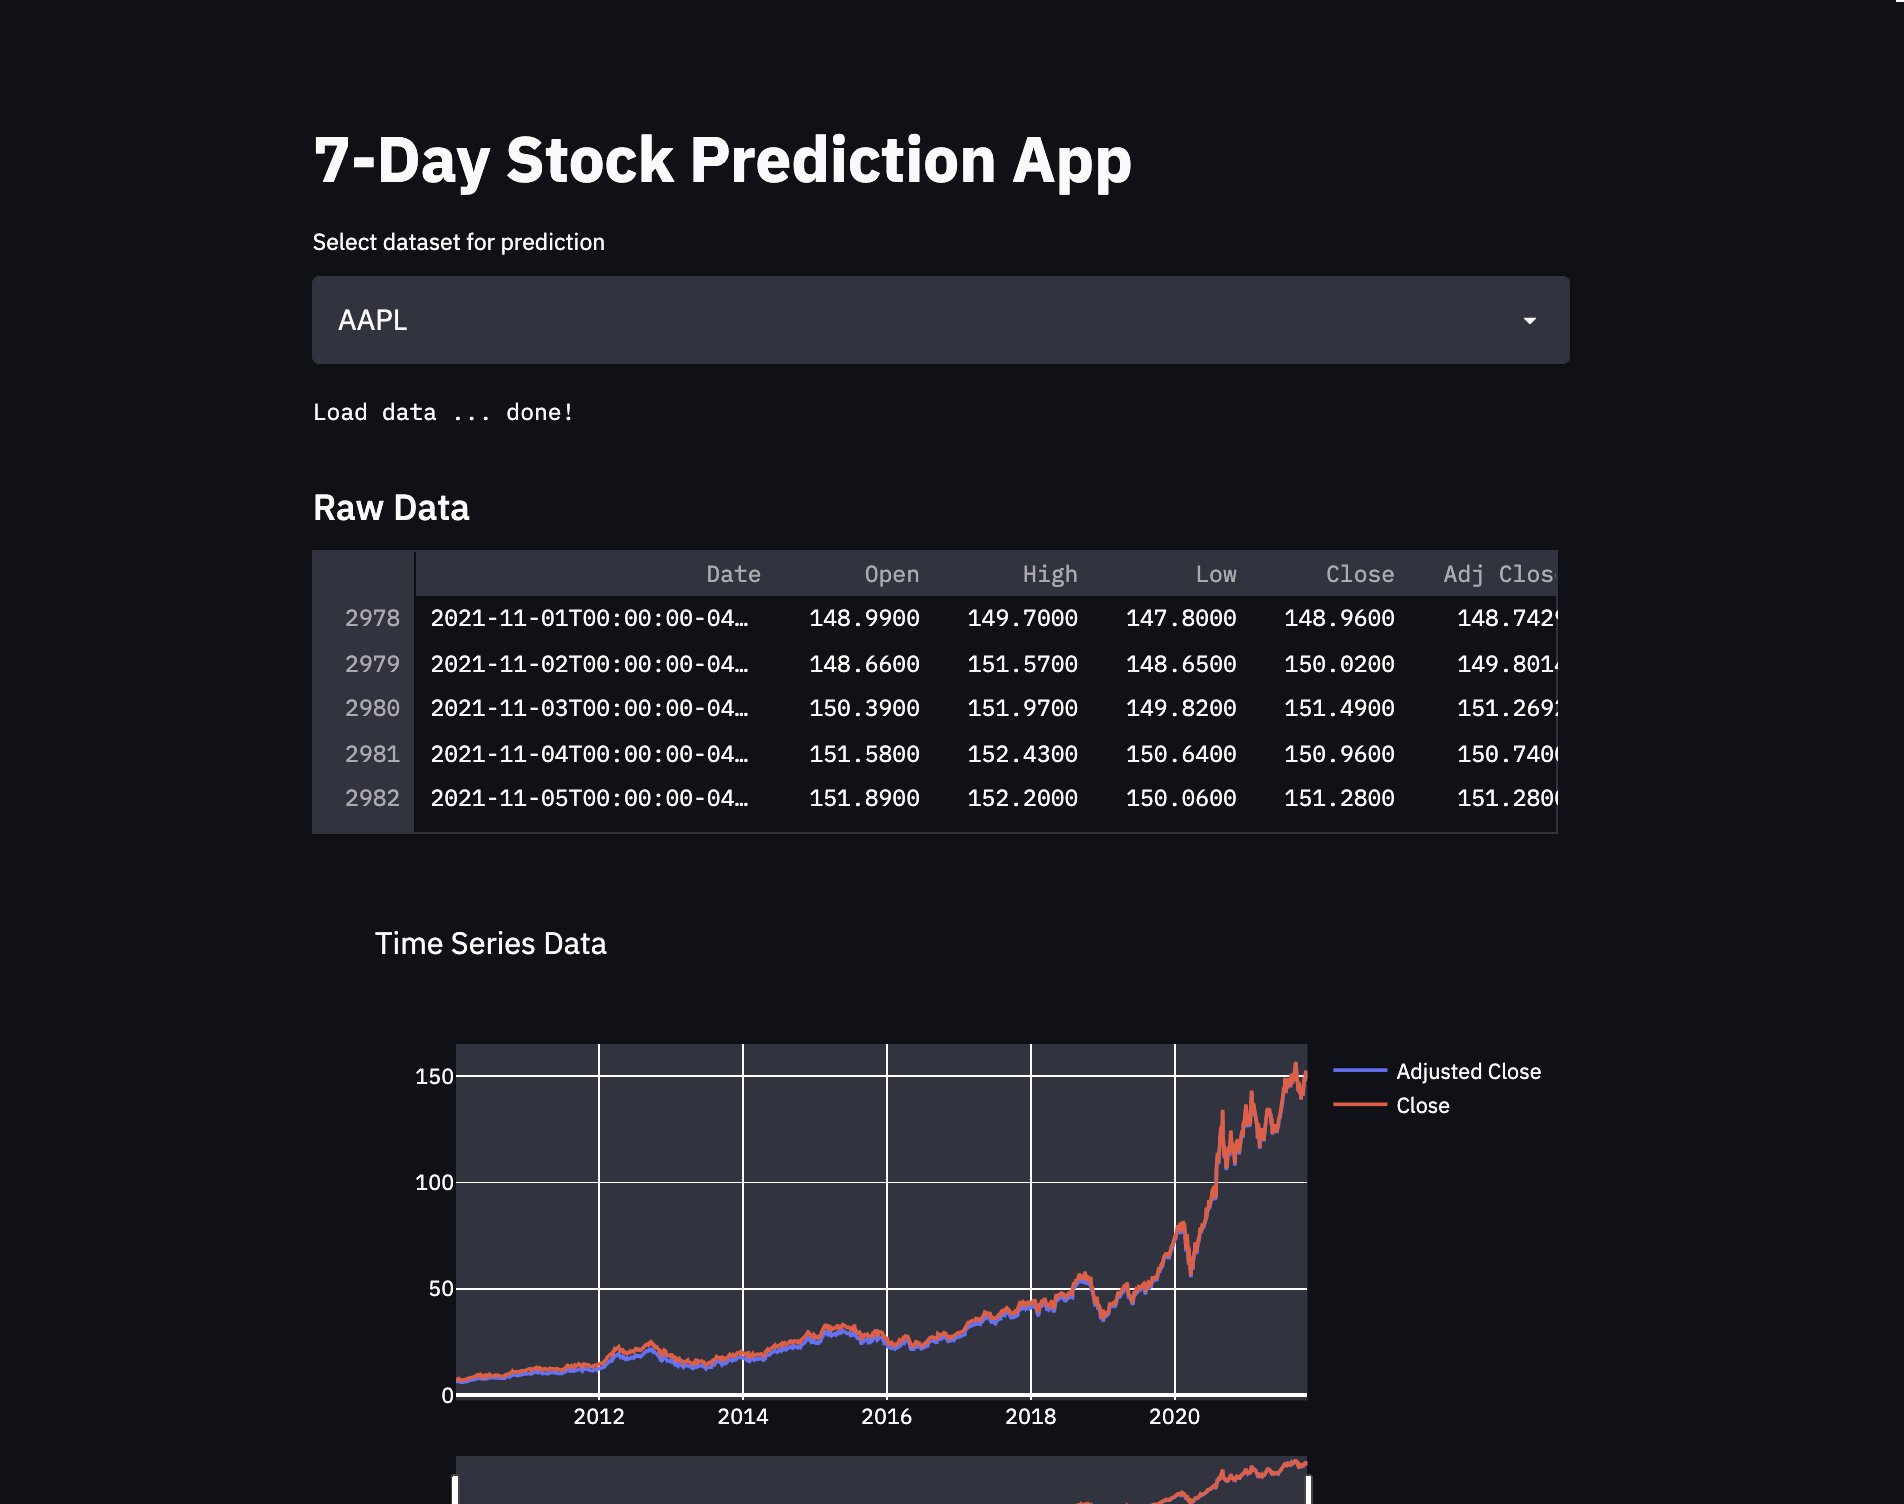 7-Day Stock Prediction App
Select dataset for prediction
AAPL
Load data ... done!
Raw Data
Date Open High Low Close Adj Clos
2978 2021-11-01T00:00:00-04… 148.9900 149.7000 147.8000 148.9600 148.742
2979 2021-11-02T00:00:00-04… 148.6600 151.5700 148.6500 150.0200 149.801
2980 2021-11-03T00:00:00-04… 150.3900 151.9700 149.8200 151.4900 151.269
2981 2021-11-04T00:00:00-04… 151.5800 152.4300 150.6400 150.9600 150.740
2982 2021-11-05T00:00:00-04… 151.8900 152.2000 150.0600 151.2800 151.280
Time Series Data
150
100
50
0
2012 2014 2016 2018 2020
Adjusted Close
Close